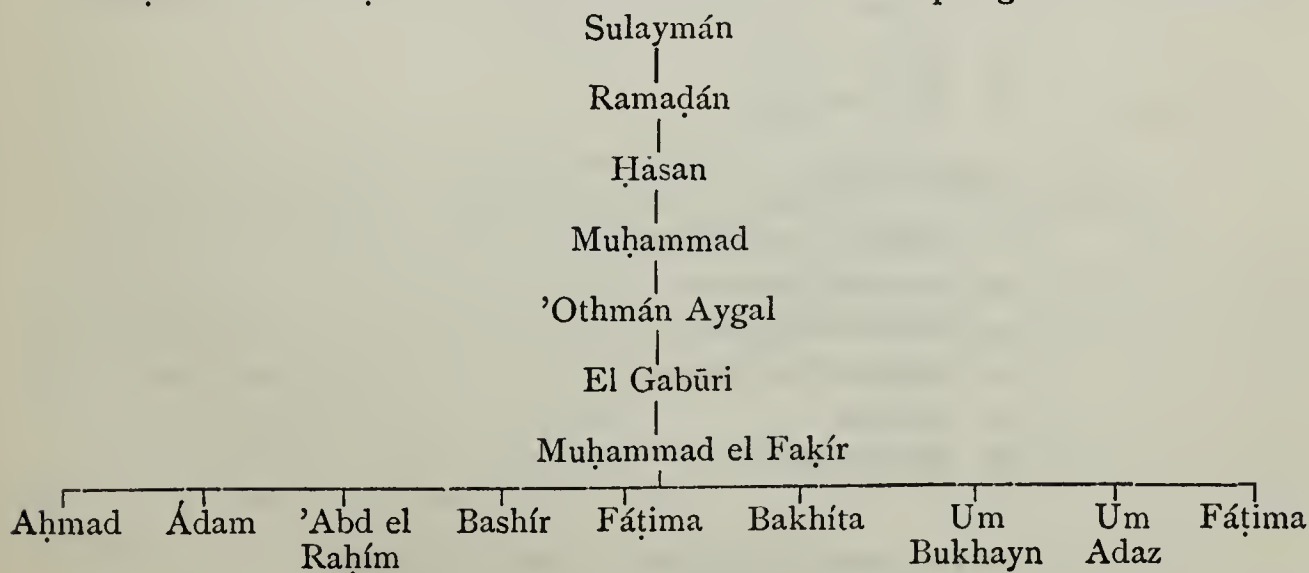 Sulaymán
Ramaḍán
Ḥasan
Muḥammad
’Othmán Aygal
El Gabūri
Muḥammad el Faḳír
Aḥmad Ádam ’Abd el Raḥím Bashír Fáṭima Bakhíta Um Bukhayn Um Adaz Fáṭima